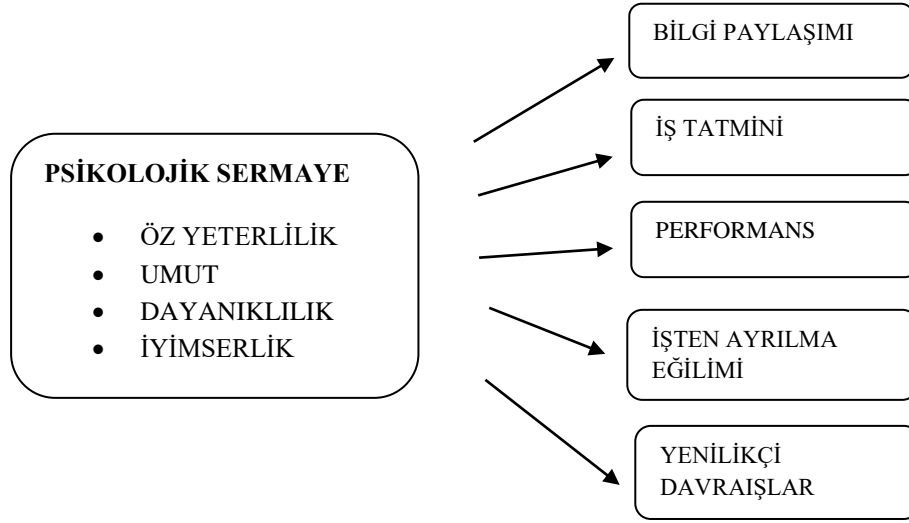 BİLGİ PAYLAŞIMI
İŞ TATMİNİ
PSİKOLOJİK SERMAYE
• ÖZ YETERLİLİK
• UMUT
• DAYANIKLILIK
• İYİMSERLİK
PERFORMANS
İŞTEN AYRILMA
EĞİLİMİ
YENİLİKÇİ
DAVRAIŞLAR